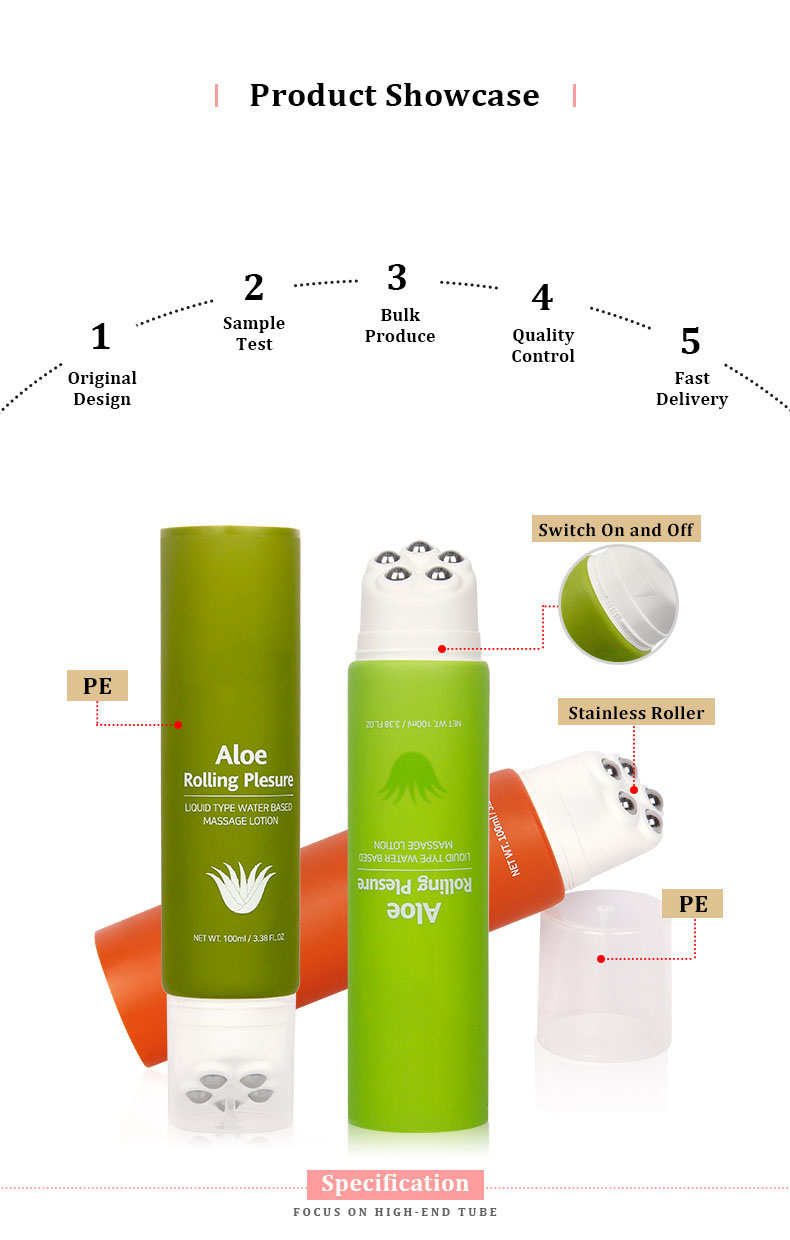 Product Showcase
1
Original
Design
2
Sample
Test
3
Bulk
Produce
4
Quality
Control
5
Fast
Delivery
Switch On and Off
PE
Stainless Roller
Aloe
Rolling Plesure
LIQUID TYPE WATER BASED
MASSAGE LOTION
NET WT. 100ml / 3.38 FL.OZ
Aloe
Rolling Plesure
LIQUID TYPE WATER BASED
MASSAGE LOTION
NET WT. 100ml / 3.38 FL.OZ
NET WT. 100ml /
PE
Specification
FOCUS ON HIGH-END TUBE